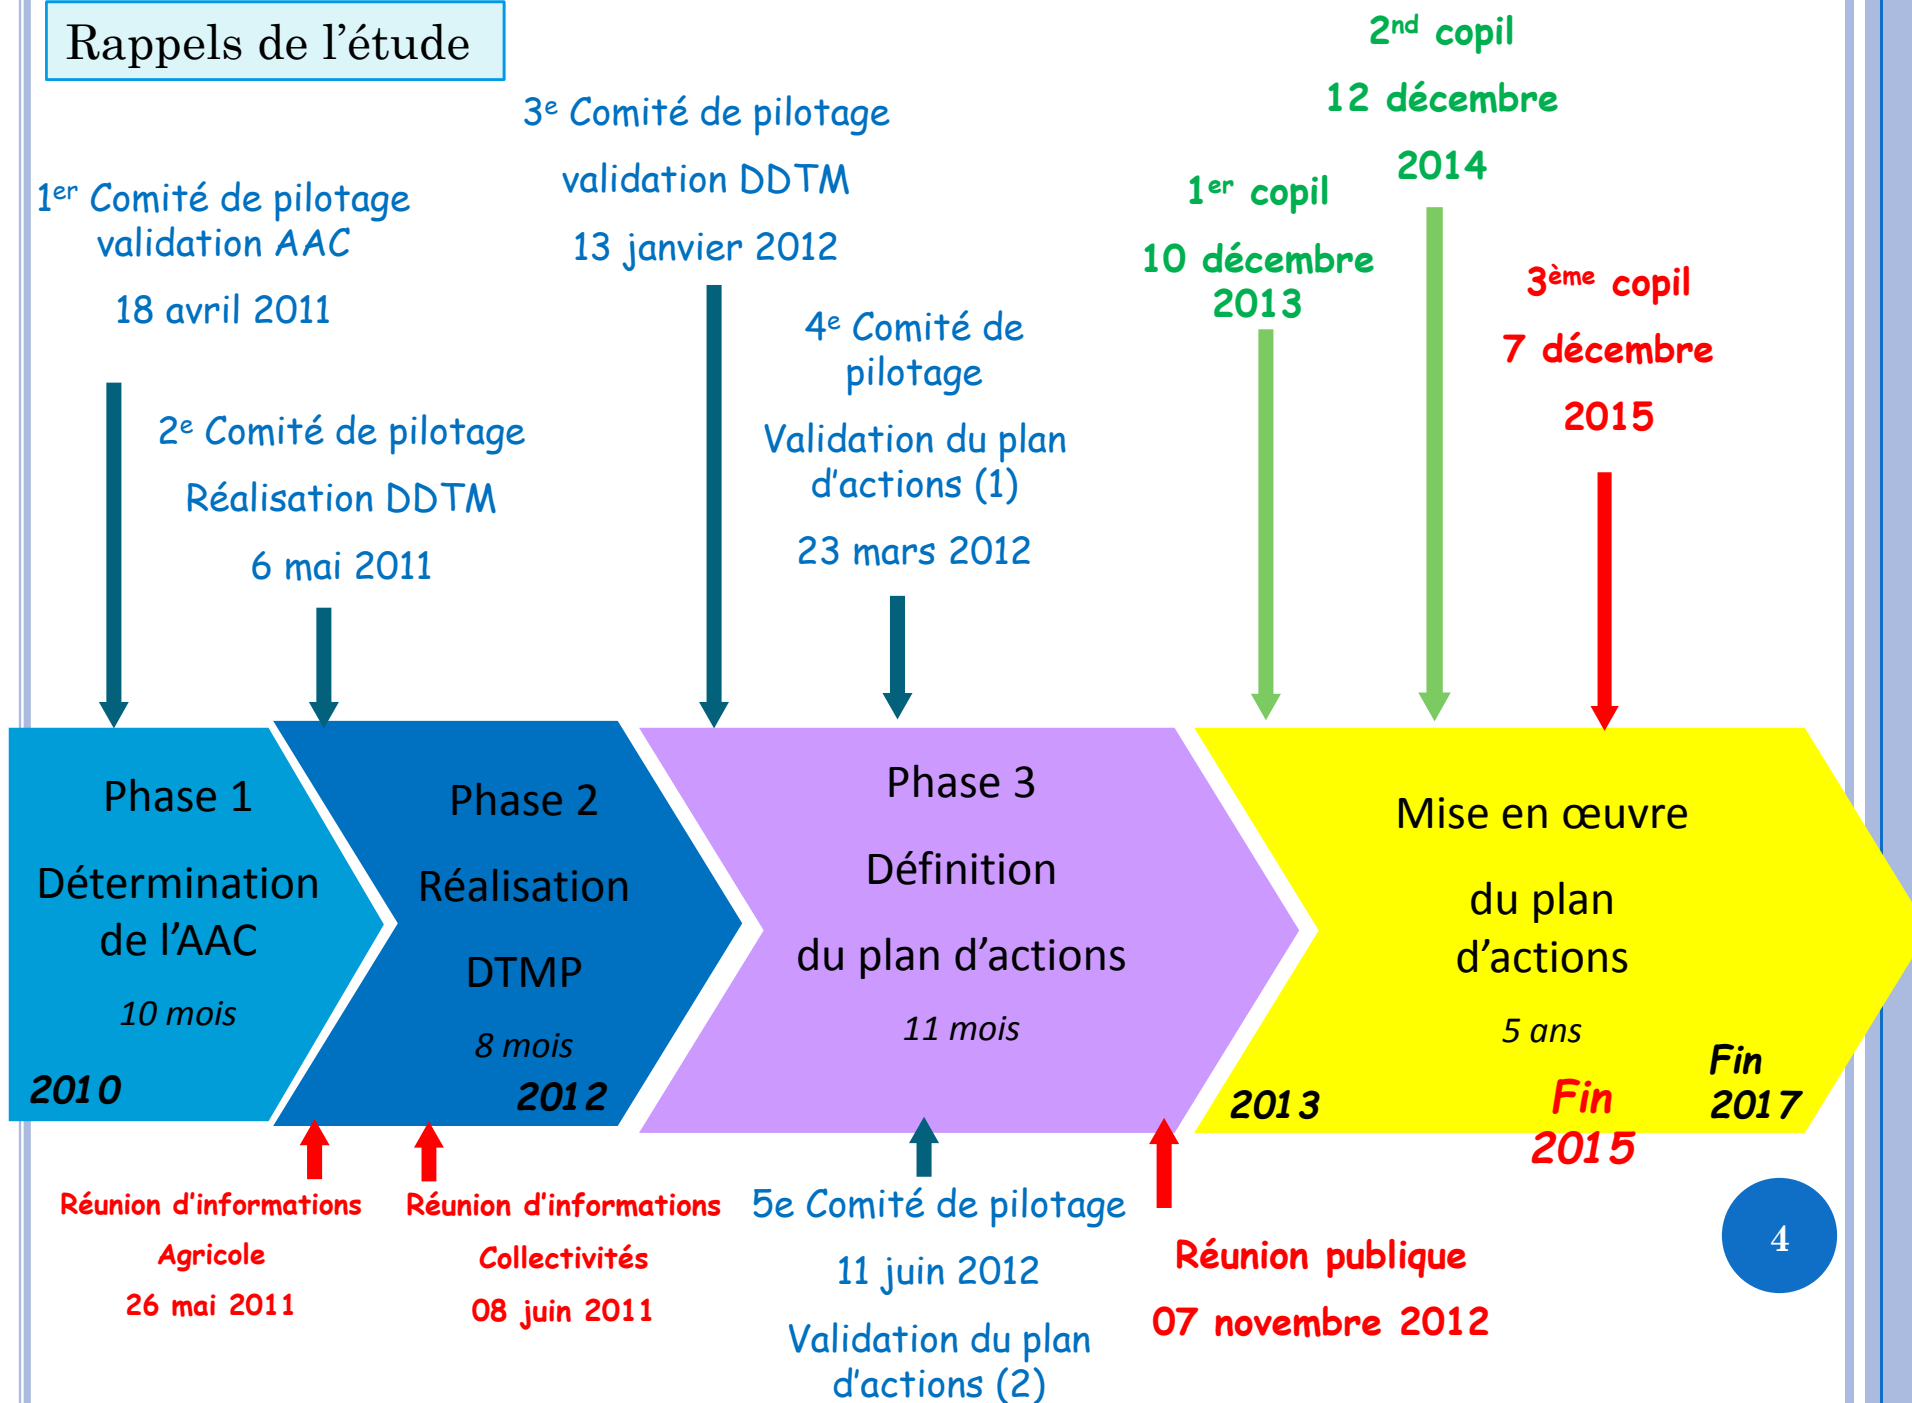 Rappels de l'étude
1er Comité de pilotage
validation AAC
18 avril 2011
2e Comité de pilotage
Réalisation DDTM
6 mai 2011
3e Comité de pilotage
validation DDTM
13 janvier 2012
4e Comité de
pilotage
Validation du plan
d'actions (1)
23 mars 2012
1er copil
10 décembre
2013
2nd copil
12 décembre
2014
3ème copil
7 décembre
2015
Phase 1
Détermination
de l'AAC
10 mois
2010
Phase 2
Réalisation
DTMP
8 mois
2012
Phase 3
Définition
du plan d'actions
11 mois
Mise en œuvre
du plan
d'actions
5 ans
2013
Fin
2015
Fin
2017
Réunion d'informations
Agricole
26 mai 2011
Réunion d'informations
Collectivités
08 juin 2011
5e Comité de pilotage
11 juin 2012
Validation du plan
d'actions (2)
Réunion publique
07 novembre 2012
4